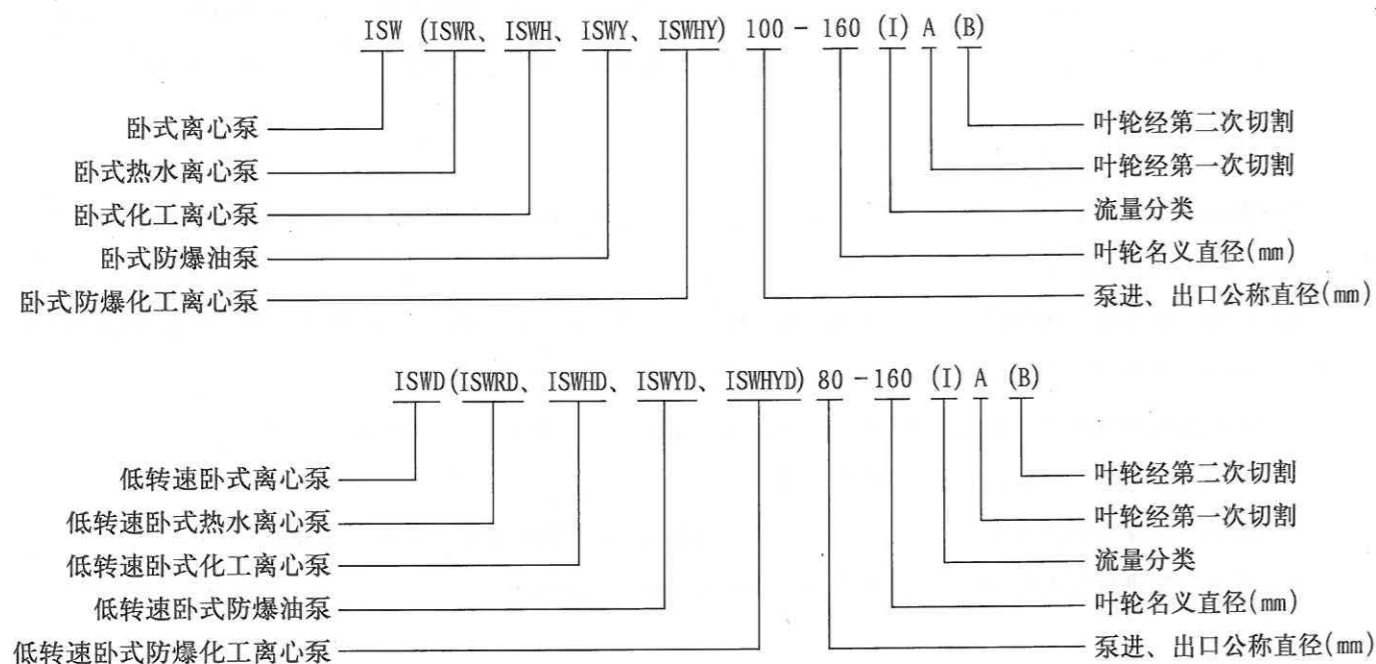 ISW (ISWR、ISWH、ISWY、ISWHY) 100 - 160 (I) A (B)
卧式离心泵 叶轮经第二次切割
卧式热水离心泵 叶轮经第一次切割
卧式化工离心泵 流量分类
卧式防爆油泵 叶轮名义直径(mm)
卧式防爆化工离心泵 泵进、出口公称直径(mm)
ISWD(ISWRD、ISWHD、ISWYD、ISWHYD) 80 -160 (I) A (B)
低转速卧式离心泵 叶轮经第二次切割
低转速卧式热水离心泵 叶轮经第一次切割
低转速卧式化工离心泵 流量分类
低转速卧式防爆油泵 叶轮名义直径(mm)
低转速卧式防爆化工离心泵 泵进、出口公称直径(mm)